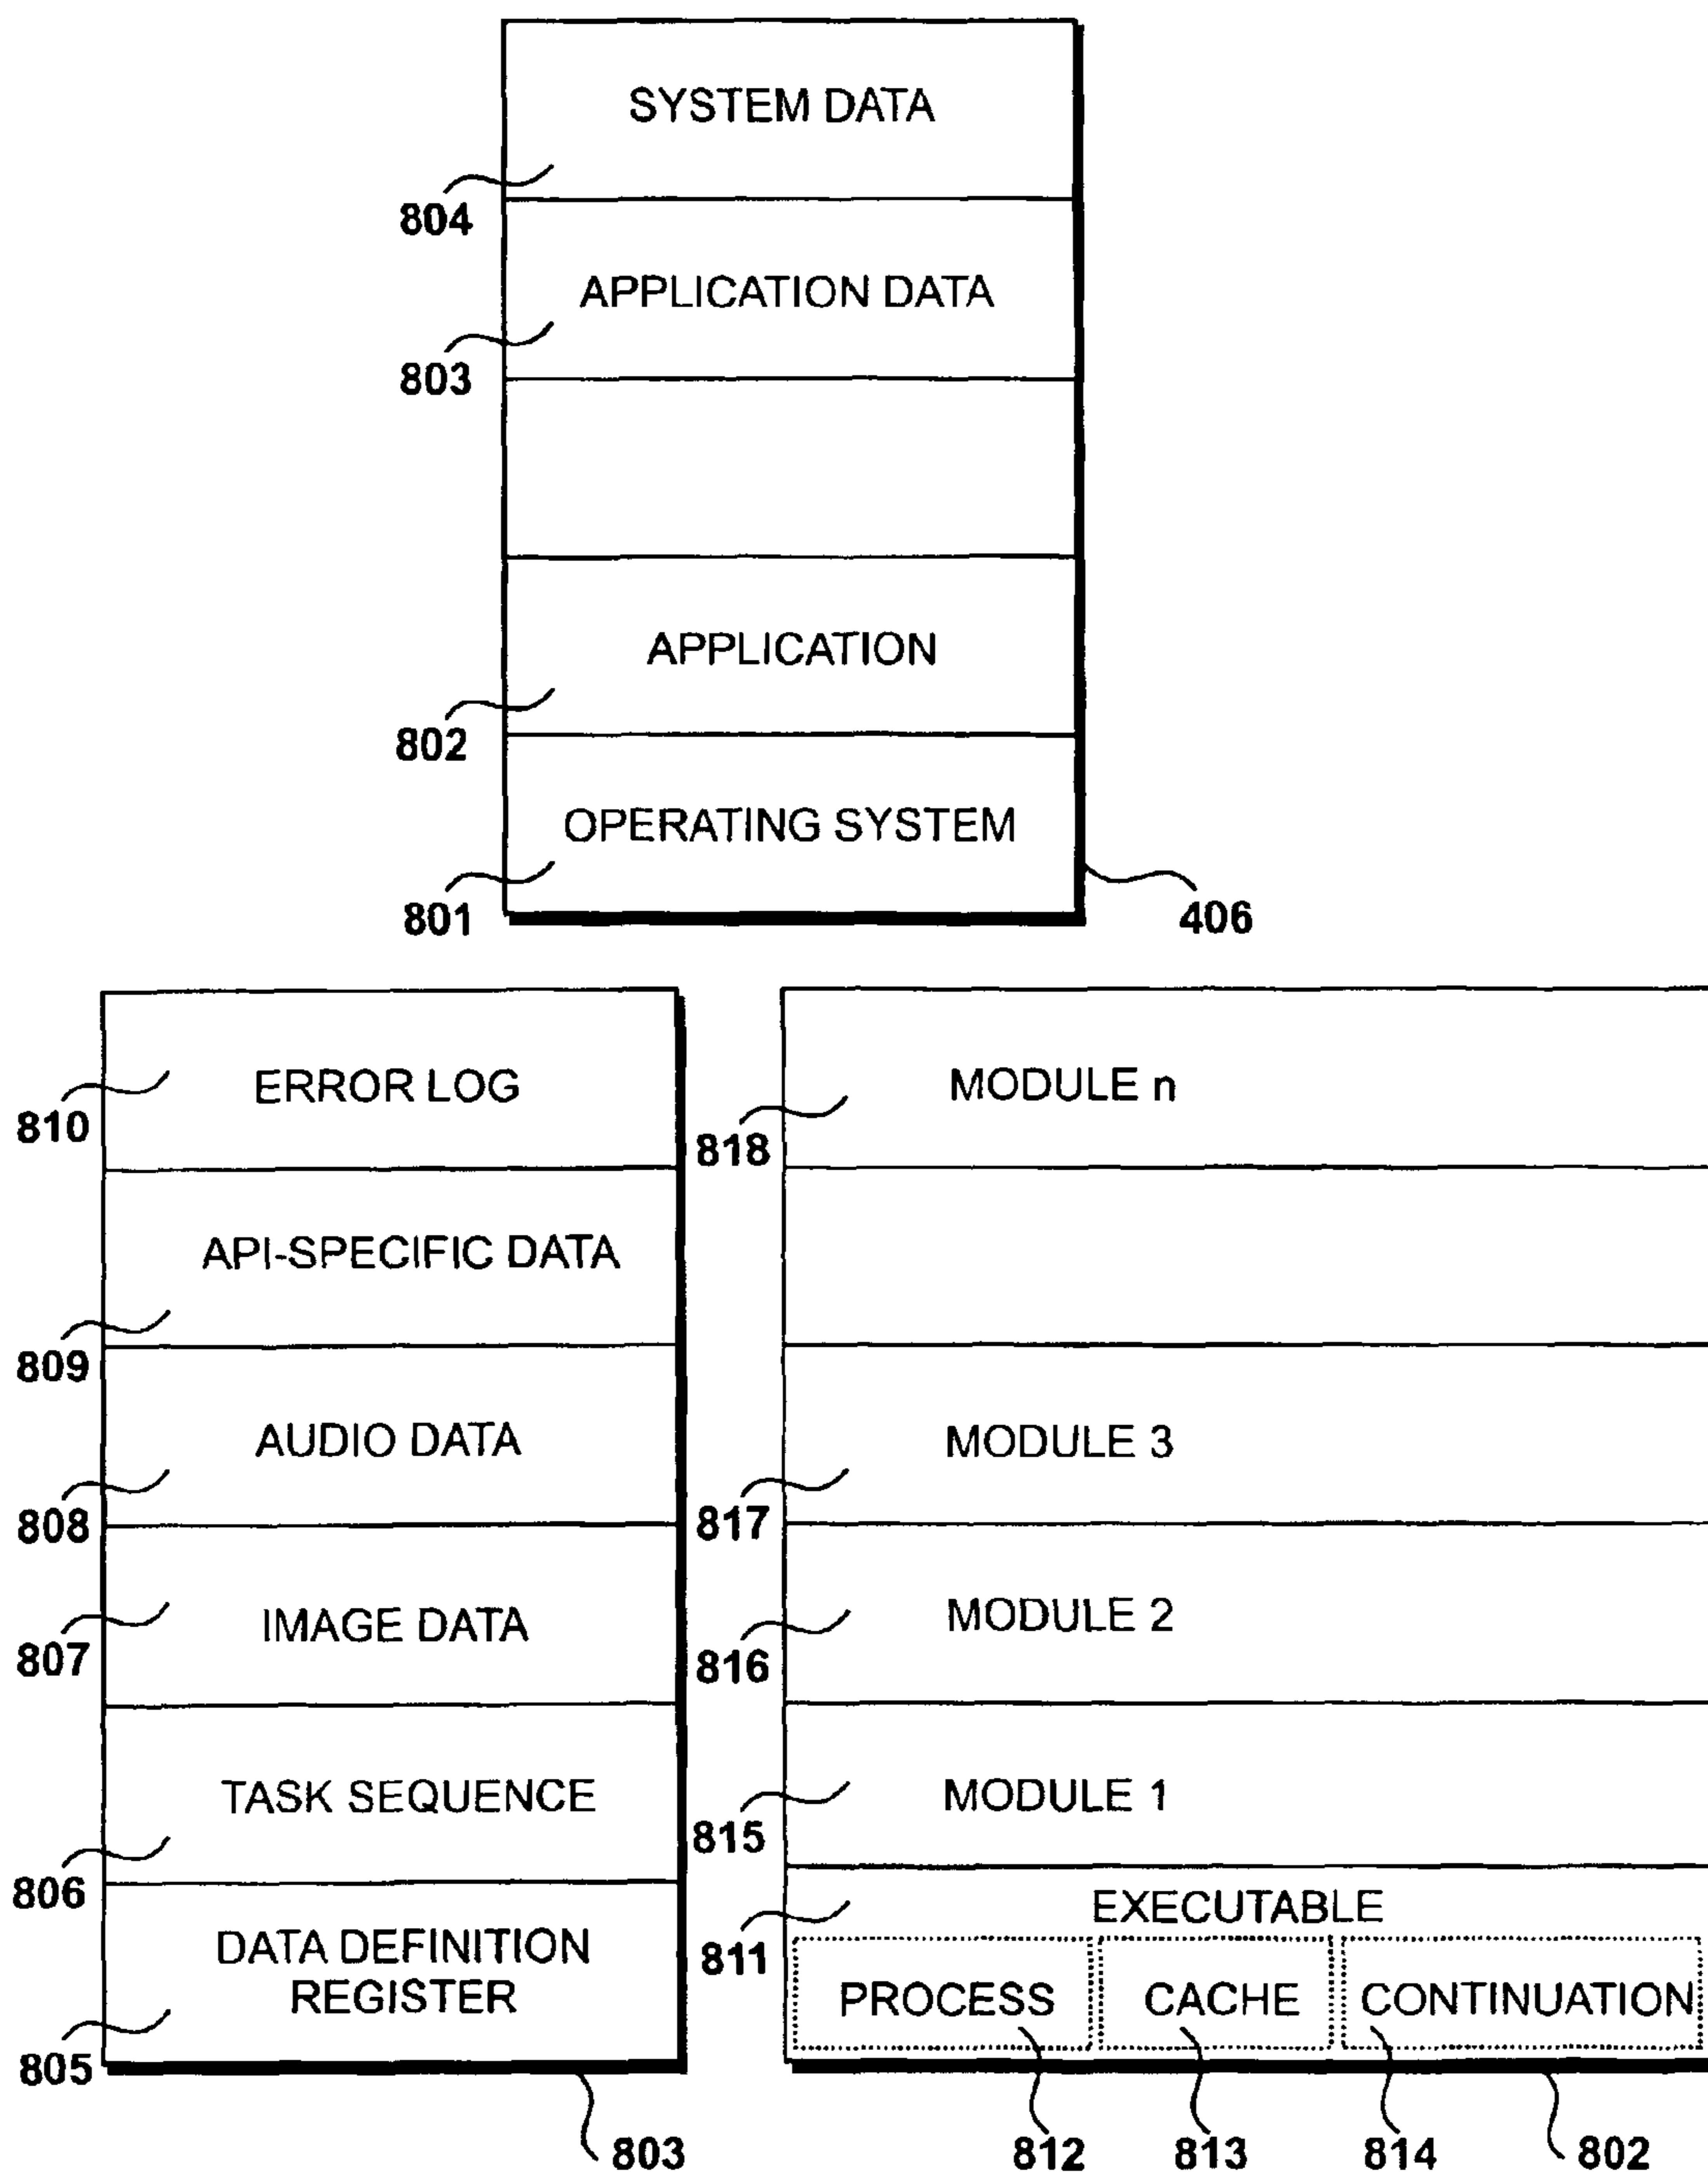 SYSTEM DATA
804
APPLICATION DATA
803
APPLICATION
802
OPERATING SYSTEM
801
406
ERROR LOG
810
API-SPECIFIC DATA
809
AUDIO DATA
808
IMAGE DATA
807
TASK SEQUENCE
806
DATA DEFINITION
REGISTER
805
803
MODULE n
818
MODULE 3
817
MODULE 2
816
MODULE 1
815
EXECUTABLE
811
PROCESS
CACHE
CONTINUATION
812
813
814
802